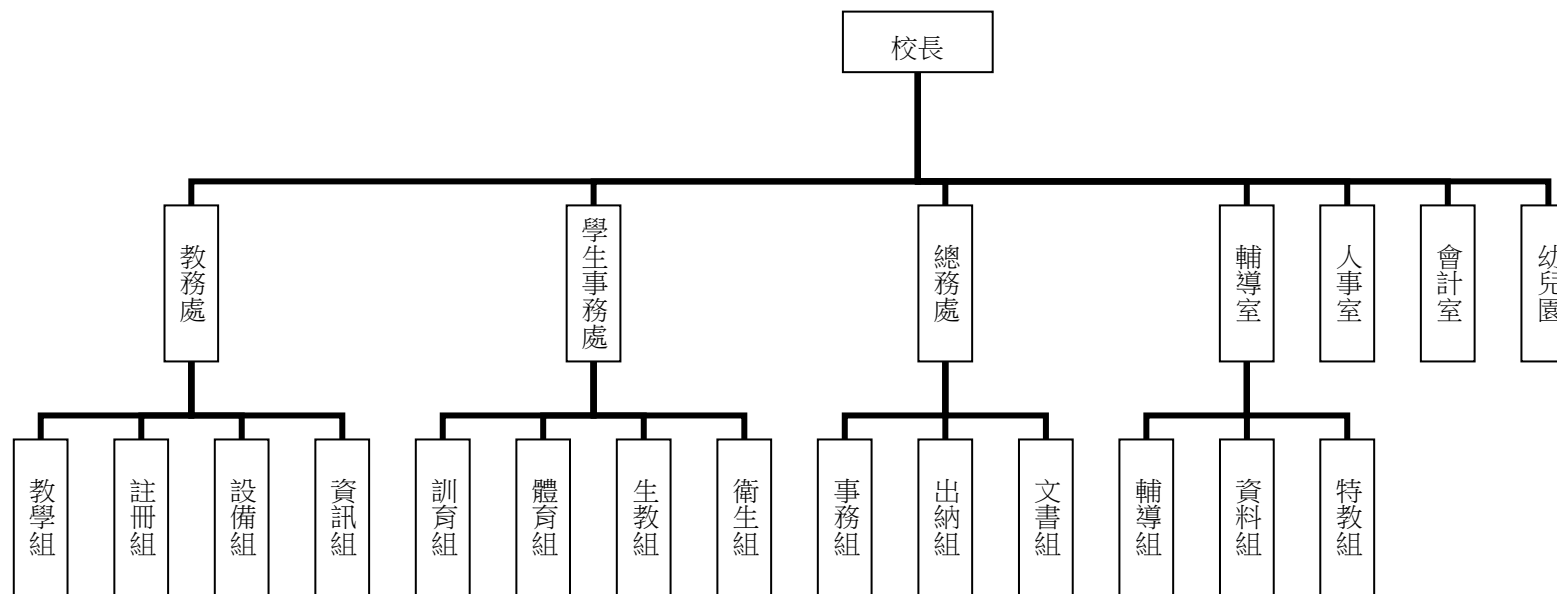 校長
教務處
學生事務處
總務處
輔導室
人事室
會計室
幼兒園
教學組
註冊組
設備組
資訊組
訓育組
體育組
生教組
衛生組
事務組
出納組
文書組
輔導組
資料組
特教組